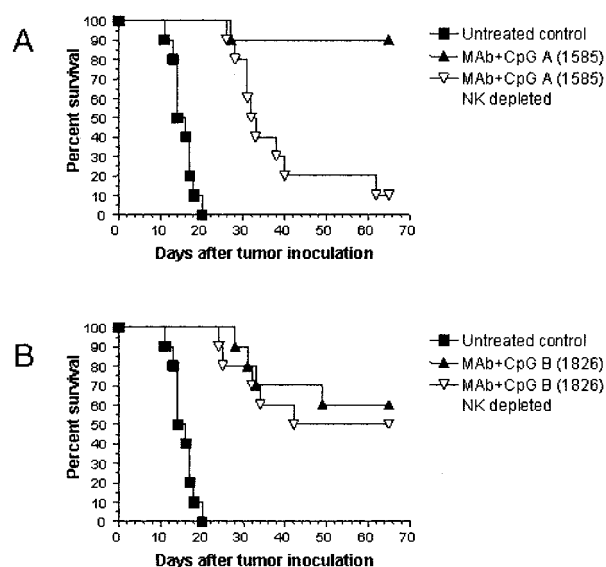 A
Percent survival
100
90
80
70
60
50
40
30
20
10
0
0 10 20 30 40 50 60 70
Days after tumor inoculation
Untreated control
MAb+CpG A (1585)
MAb+CpG A (1585)
NK depleted
B
Percent survival
100
90
80
70
60
50
40
30
20
10
0
0 10 20 30 40 50 60 70
Days after tumor inoculation
Untreated control
MAb+CpG B (1826)
MAb+CpG B (1826)
NK depleted